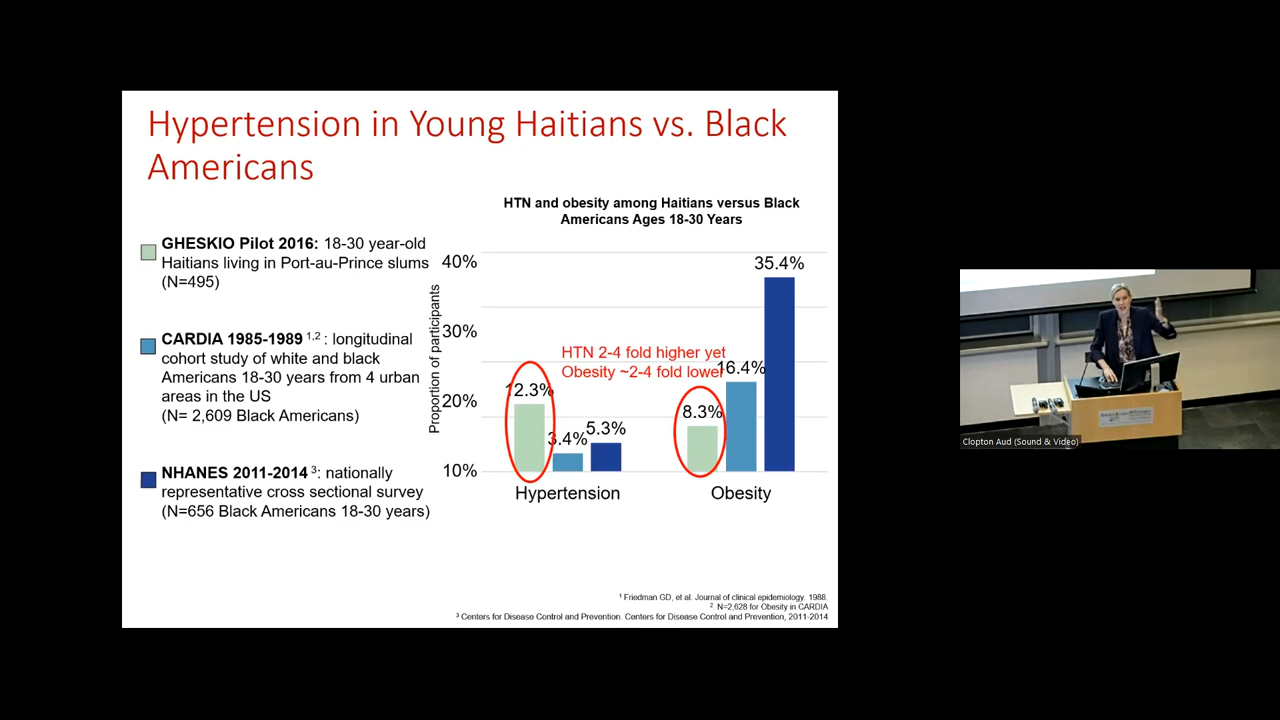 Hypertension in Young Haitians vs. Black
Americans
GHESKIO Pilot 2016: 18-30 year-old
Haitians living in Port-au-Prince slums
(N=495)
CARDIA 1985-1989 1,2 : longitudinal
cohort study of white and black
Americans 18-30 years from 4 urban
areas in the US
(N= 2,609 Black Americans)
NHANES 2011-2014 3: nationally
representative cross sectional survey
(N=656 Black Americans 18-30 years)
HTN and obesity among Haitians versus Black
Americans Ages 18-30 Years
Proportion of participants
40%
30%
20%
10%
35.4%
HTN 2-4 fold higher yet
Obesity ~2-4 fold lower
16.4%
12.3%
8.3%
3.4%
5.3%
Hypertension
Obesity
1 Friedman GD, et al. Journal of clinical epidemiology. 1988.
2. N=2,628 for Obesity in CARDIA
3 Centers for Disease Control and Prevention. Centers for Disease Control and Prevention, 2011-2014
Clopton Aud (Sound & Video)